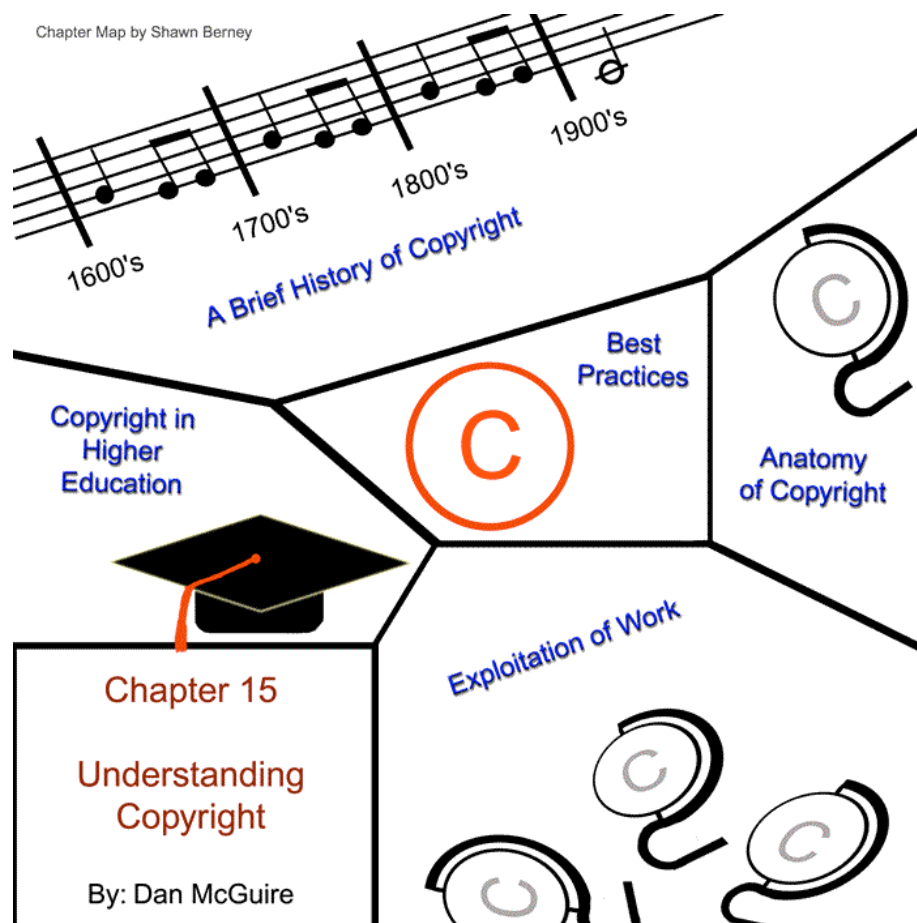 Chapter Map by Shawn Berney
1600's
1700's
1800's
1900's
A Brief History of Copyright
Best
Practices
C
Copyright in
Higher
Education
C
Anatomy
of Copyright
Exploitation of Work
C
C
C
Chapter 15
Understanding
Copyright
By: Dan McGuire